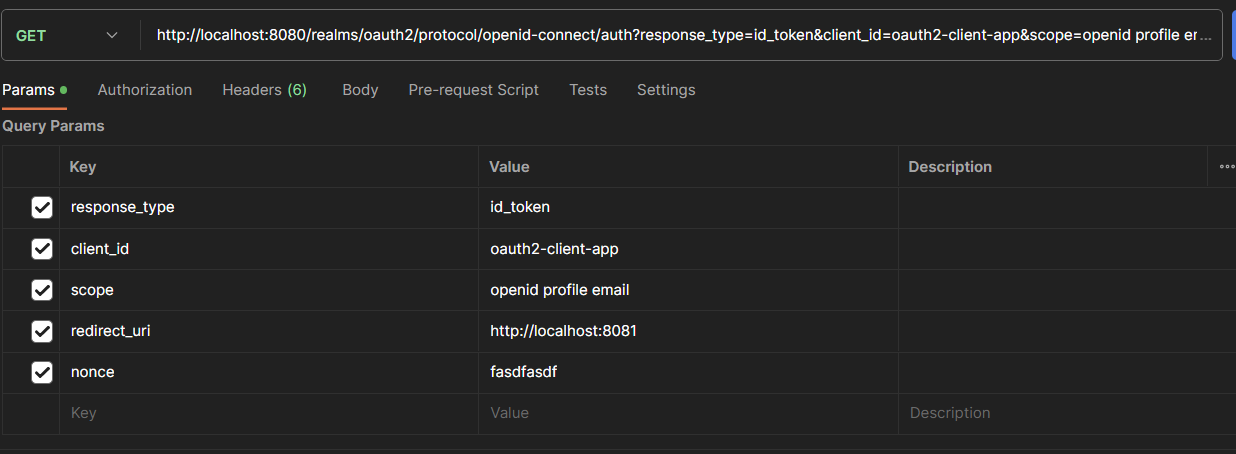 GET http://localhost:8080/realms/oauth2/protocol/openid-connect/auth?response_type=id_token&client_id=oauth2-client-app&scope=openid profile er...
Params Authorization Headers (6) Body Pre-request Script Tests Settings
Query Params
Key Value Description
response_type id_token
client_id oauth2-client-app
scope openid profile email
redirect_uri http://localhost:8081
nonce fasdfasdf
Key Value Description